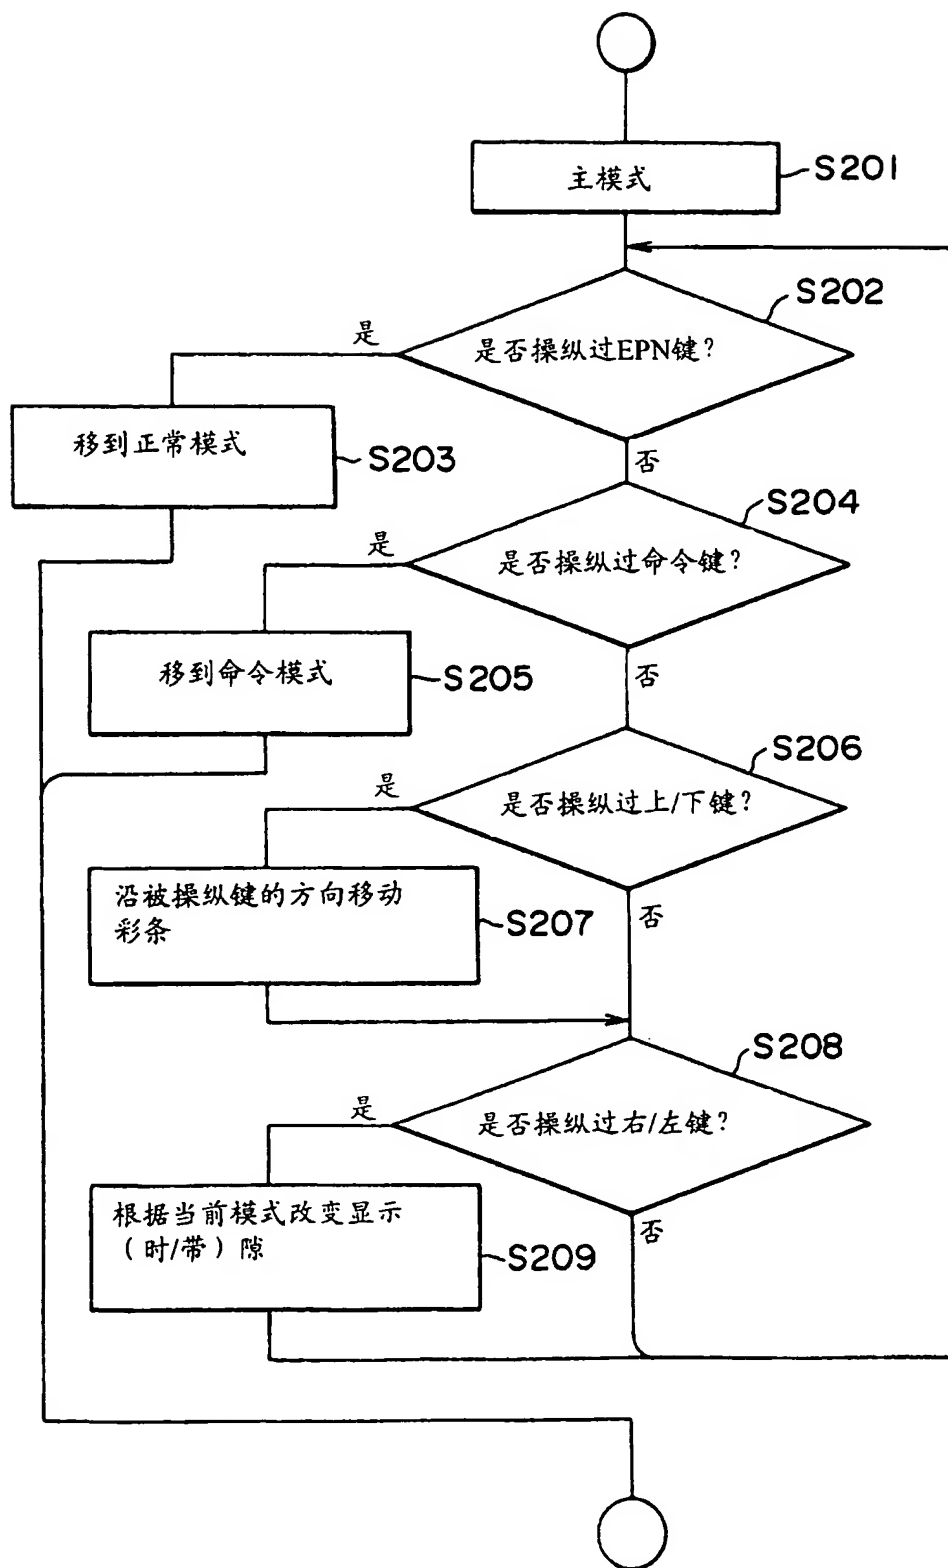 主模式
S201
S202
是否操纵过EPN键？
是
移到正常模式
S203
否
S204
是否操纵过命令键？
是
移到命令模式
S205
否
S206
是否操纵过上/下键？
是
沿被操纵键的方向移动
彩条
S207
否
S208
是否操纵过右/左键？
是
根据当前模式改变显示
（时/带）隙
S209
否